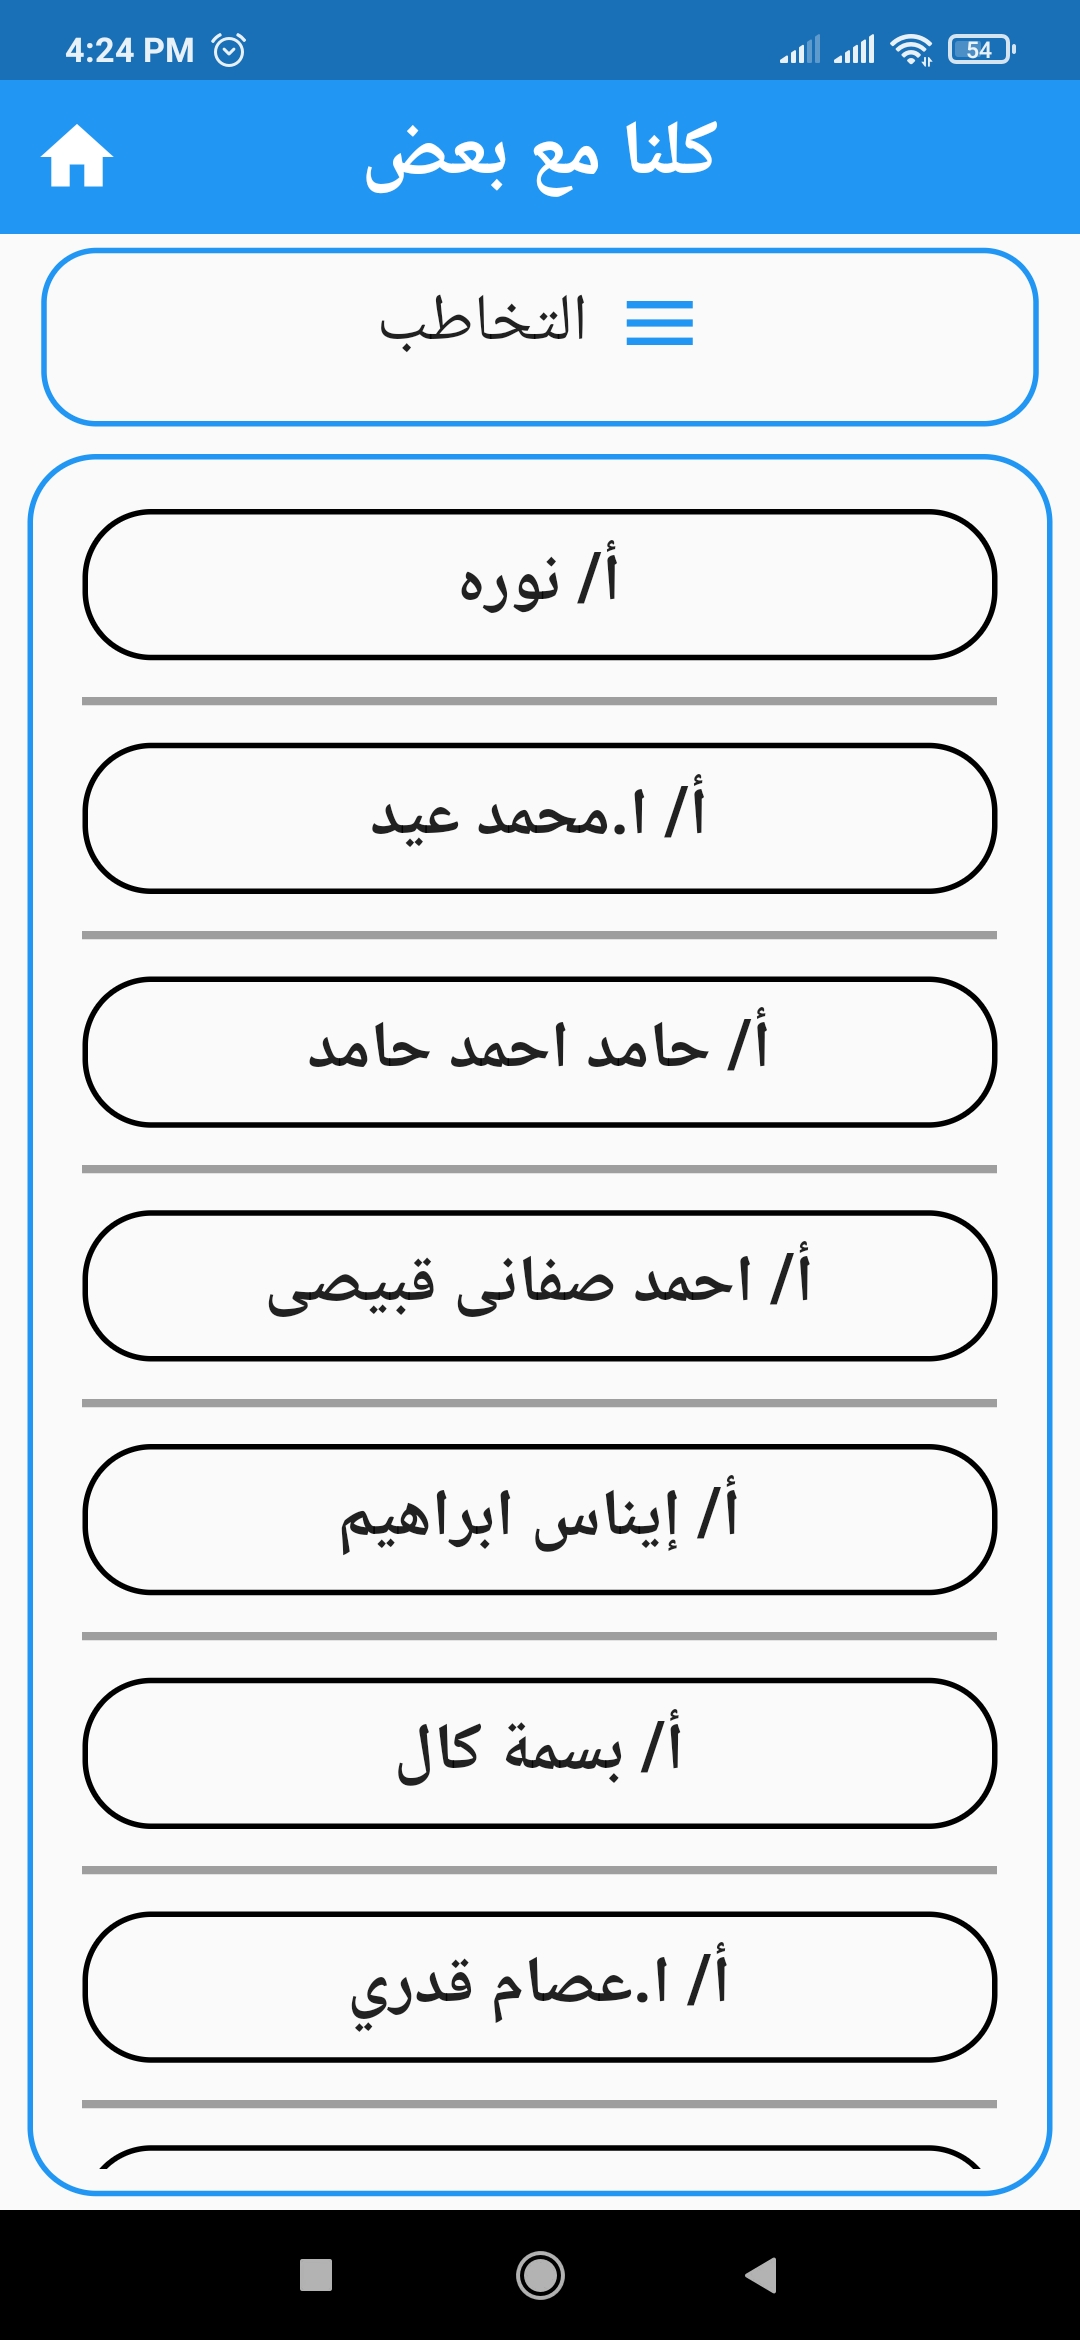 4:24 PM
54
كلنا مع بعض
التخاطب
أ/ نوره
أ/ ا.محمد عيد
أ/ حامد احمد حامد
أ/ احمد صفانى قبيصى
أ/ إيناس ابراهيم
أ/ بسمة كال
أ/ ا.عصام قدري